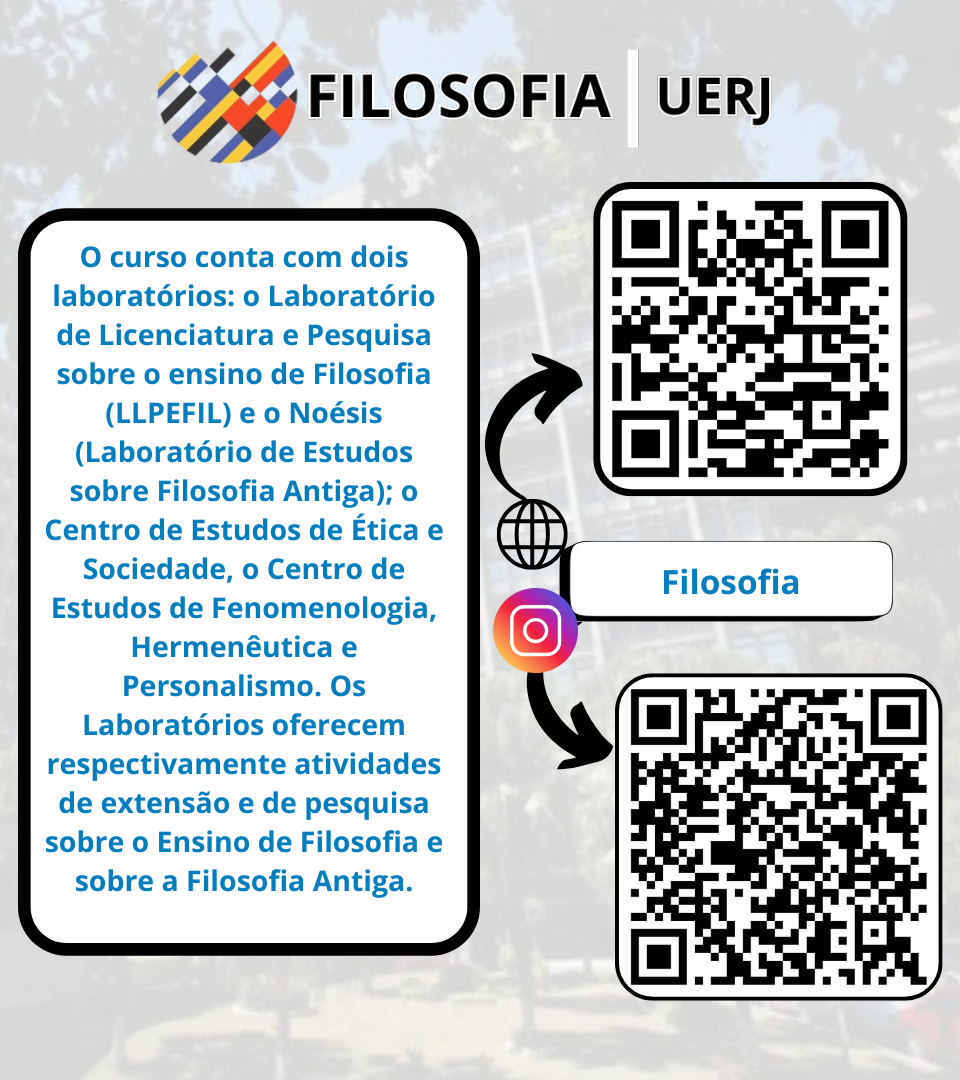 FILOSOFIA | UERJ
O curso conta com dois
laboratórios: o Laboratório
de Licenciatura e Pesquisa
sobre o ensino de Filosofia
(LLPEFIL) e o Noésis
(Laboratório de Estudos
sobre Filosofia Antiga); o
Centro de Estudos de Ética e
Sociedade, o Centro de
Estudos de Fenomenologia,
Hermenêutica e
Personalismo. Os
Laboratórios oferecem
respectivamente atividades
de extensão e de pesquisa
sobre o Ensino de Filosofia e
sobre a Filosofia Antiga.
Filosofia